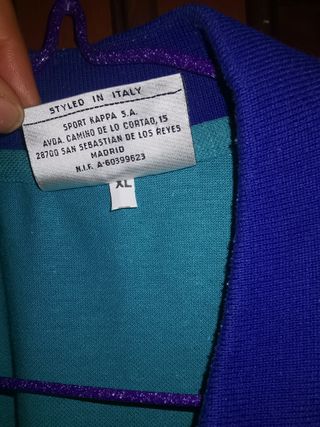 STYLED IN ITALY
SPORT KAPPA S.A.
AVDA. CAMINO DE LO CORTAO, 15
28700 SAN SEBASTIAN DE LOS REYES
MADRID
N.I.F. A-60399623
XL